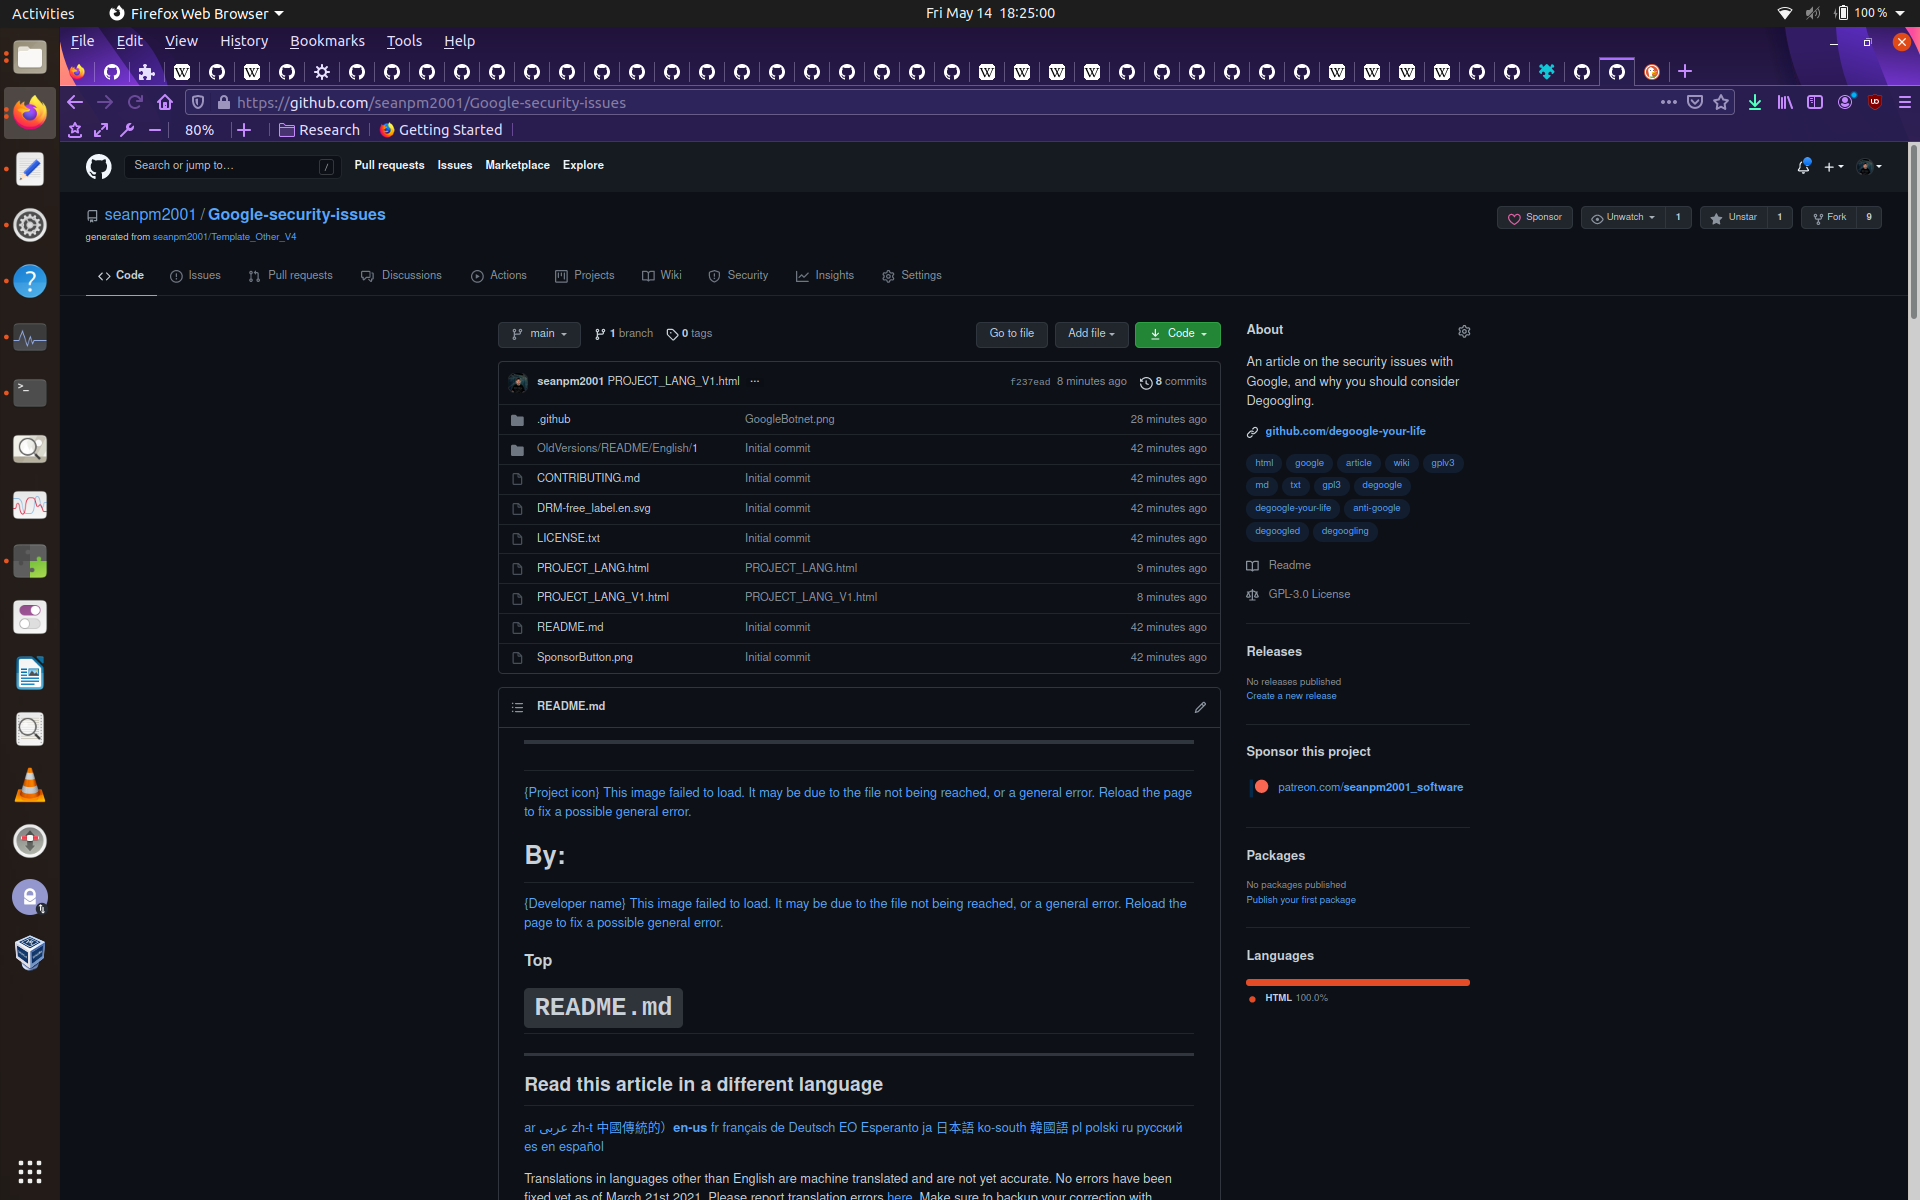 Activities Firefox Web Browser Fri May 14 18:25:00 100 %
File Edit View History Bookmarks Tools Help
https://github.com/seanpm2001/Google-security-issues
80% Research Getting Started
Search or jump to… / Pull requests Issues Marketplace Explore
seanpm2001 / Google-security-issues Sponsor Unwatch 1 Unstar 1 Fork 9
generated from seanpm2001/Template_Other_V4
Code Issues Pull requests Discussions Actions Projects Wiki Security Insights Settings
main 1 branch 0 tags Go to file Add file Code
seanpm2001 PROJECT_LANG_V1.html ... f237ead 8 minutes ago 8 commits
.github GoogleBotnet.png 28 minutes ago
OldVersions/README/English/1 Initial commit 42 minutes ago
CONTRIBUTING.md Initial commit 42 minutes ago
DRM-free_label.en.svg Initial commit 42 minutes ago
LICENSE.txt Initial commit 42 minutes ago
PROJECT_LANG.html PROJECT_LANG.html 9 minutes ago
PROJECT_LANG_V1.html PROJECT_LANG_V1.html 8 minutes ago
README.md Initial commit 42 minutes ago
SponsorButton.png Initial commit 42 minutes ago
README.md
{Project icon} This image failed to load. It may be due to the file not being reached, or a general error. Reload the page
to fix a possible general error.
By:
{Developer name} This image failed to load. It may be due to the file not being reached, or a general error. Reload the
page to fix a possible general error.
Top
README.md
Read this article in a different language
ar عربى zh-t 中國傳統的）en-us fr français de Deutsch EO Esperanto ja 日本語 ko-south 韓國語 pl polski ru русский
es en español
Translations in languages other than English are machine translated and are not yet accurate. No errors have been
fixed yet as of March 21st 2021. Please report translation errors here. Make sure to backup your correction with
About
An article on the security issues with
Google, and why you should consider
Degoogling.
github.com/degoogle-your-life
html google article wiki gplv3
md txt gpl3 degoogle
degoogle-your-life anti-google
degoogled degoogling
Readme
GPL-3.0 License
Releases
No releases published
Create a new release
Sponsor this project
patreon.com/seanpm2001_software
Packages
No packages published
Publish your first package
Languages
HTML 100.0%